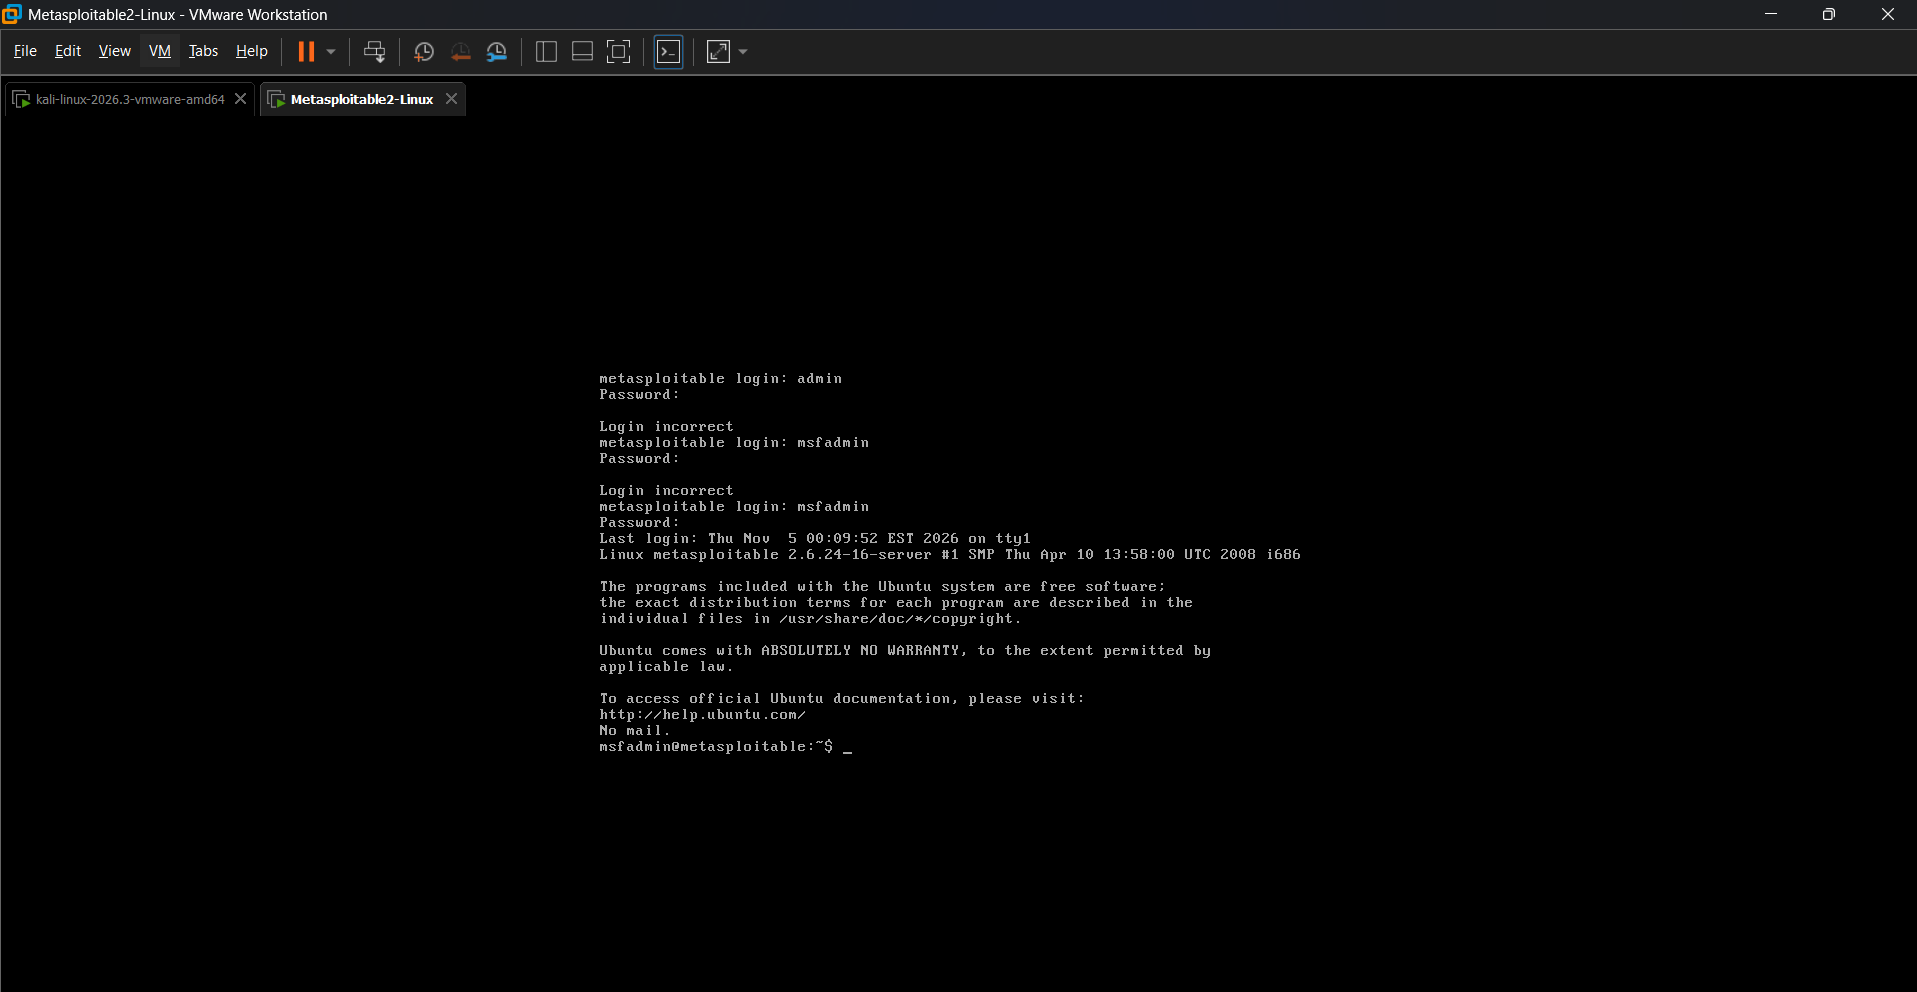 Metasploitable2-Linux - VMware Workstation
File Edit View VM Tabs Help
kali-linux-2026.3-vmware-amd64 Metasploitable2-Linux
metasploitable login: admin
Password:
Login incorrect
metasploitable login: msfadmin
Password:
Login incorrect
metasploitable login: msfadmin
Password:
Last login: Thu Nov  5 00:09:52 EST 2026 on tty1
Linux metasploitable 2.6.24-16-server #1 SMP Thu Apr 10 13:58:00 UTC 2008 i686
The programs included with the Ubuntu system are free software;
the exact distribution terms for each program are described in the
individual files in /usr/share/doc/*/copyright.
Ubuntu comes with ABSOLUTELY NO WARRANTY, to the extent permitted by
applicable law.
To access official Ubuntu documentation, please visit:
http://help.ubuntu.com/
No mail.
msfadmin@metasploitable:~$ _